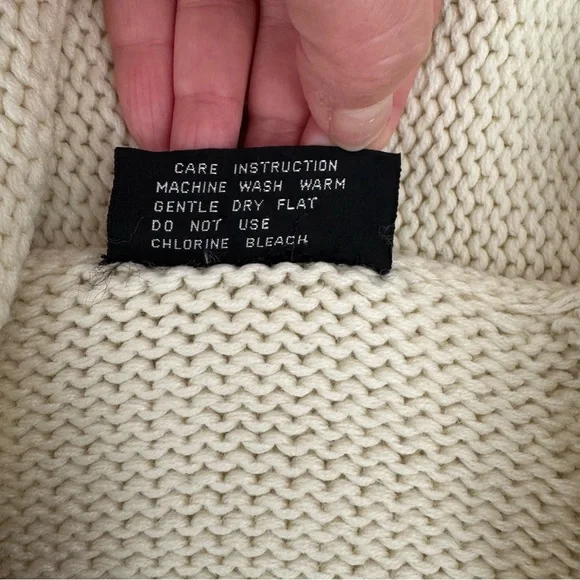 CARE INSTRUCTION
MACHINE WASH WARM
GENTLE DRY FLAT
DO NOT USE
CHLORINE BLEACH